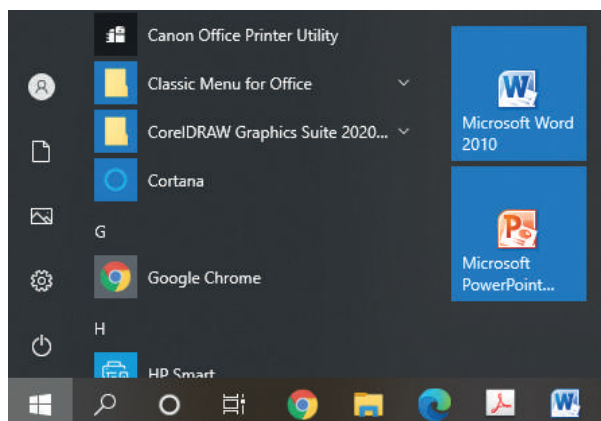 Canon Office Printer Utility
Classic Menu for Office
CorelDRAW Graphics Suite 2020...
Cortana
G
Google Chrome
H
HP Smart
Microsoft Word
2010
Microsoft
PowerPoint...